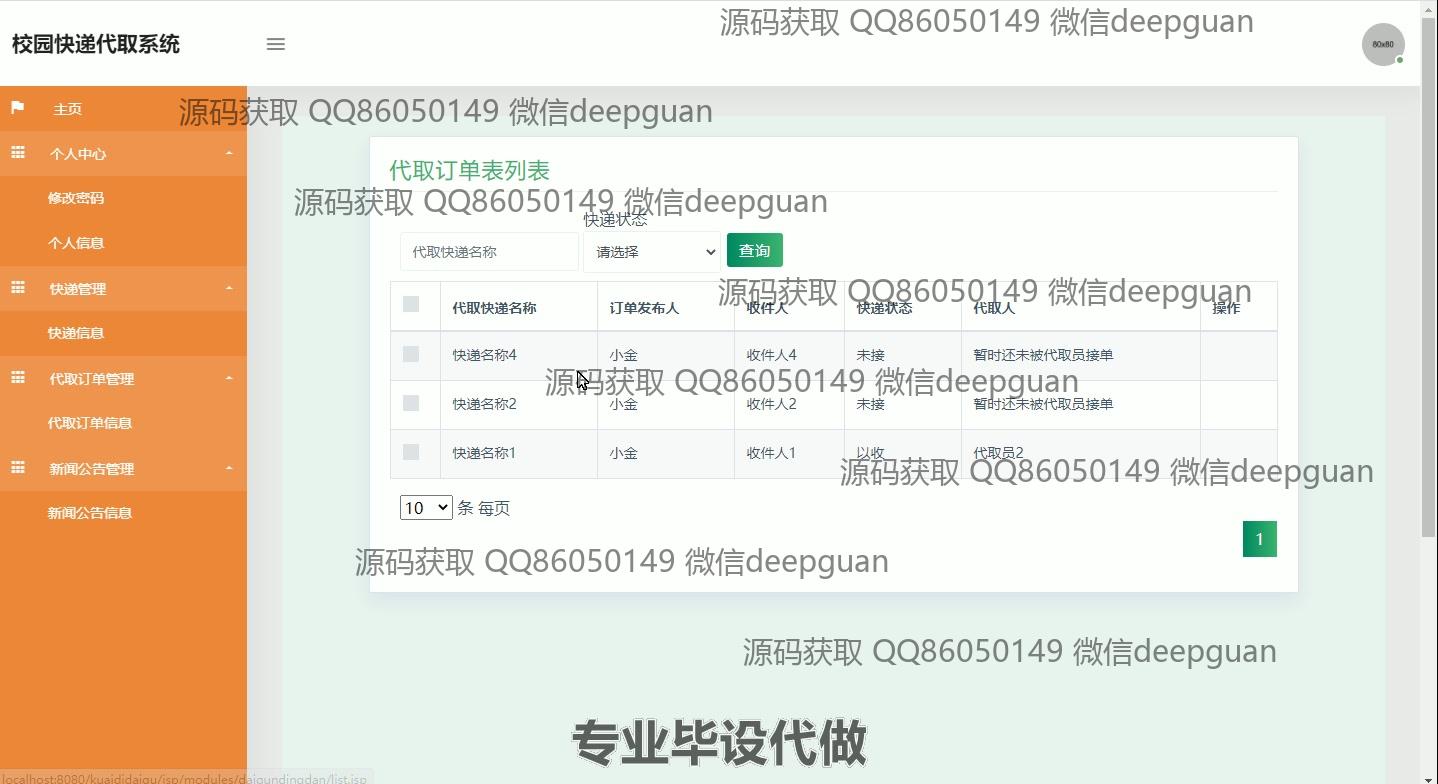 源码获取 QQ86050149 微信deepguan
校园快递代取系统
60x60
主页
源码获取 QQ86050149 微信deepguan
个人中心
修改密码
个人信息
快递管理
快递信息
代取订单管理
代取订单信息
新闻公告管理
新闻公告信息
代取订单表列表
源码获取 QQ86050149 微信deepguan
快递状态
代取快递名称 请选择 查询
源码获取 QQ86050149 微信deepguan
代取快递名称 订单发布人 收件人 快递状态 代取人 操作
快递名称4 小金 收件人4 未接 暂时还未被代取员接单
源码获取 QQ86050149 微信deepguan
快递名称2 小金 收件人2 未接 暂时还未被代取员接单
快递名称1 小金 收件人1 以收 代取员2
源码获取 QQ86050149 微信deepguan
10 条 每页
1
源码获取 QQ86050149 微信deepguan
源码获取 QQ86050149 微信deepguan
专业毕设代做
localhost:8080/kuaididaiqu/jsp/modules/daiqudingdan/list.jsp